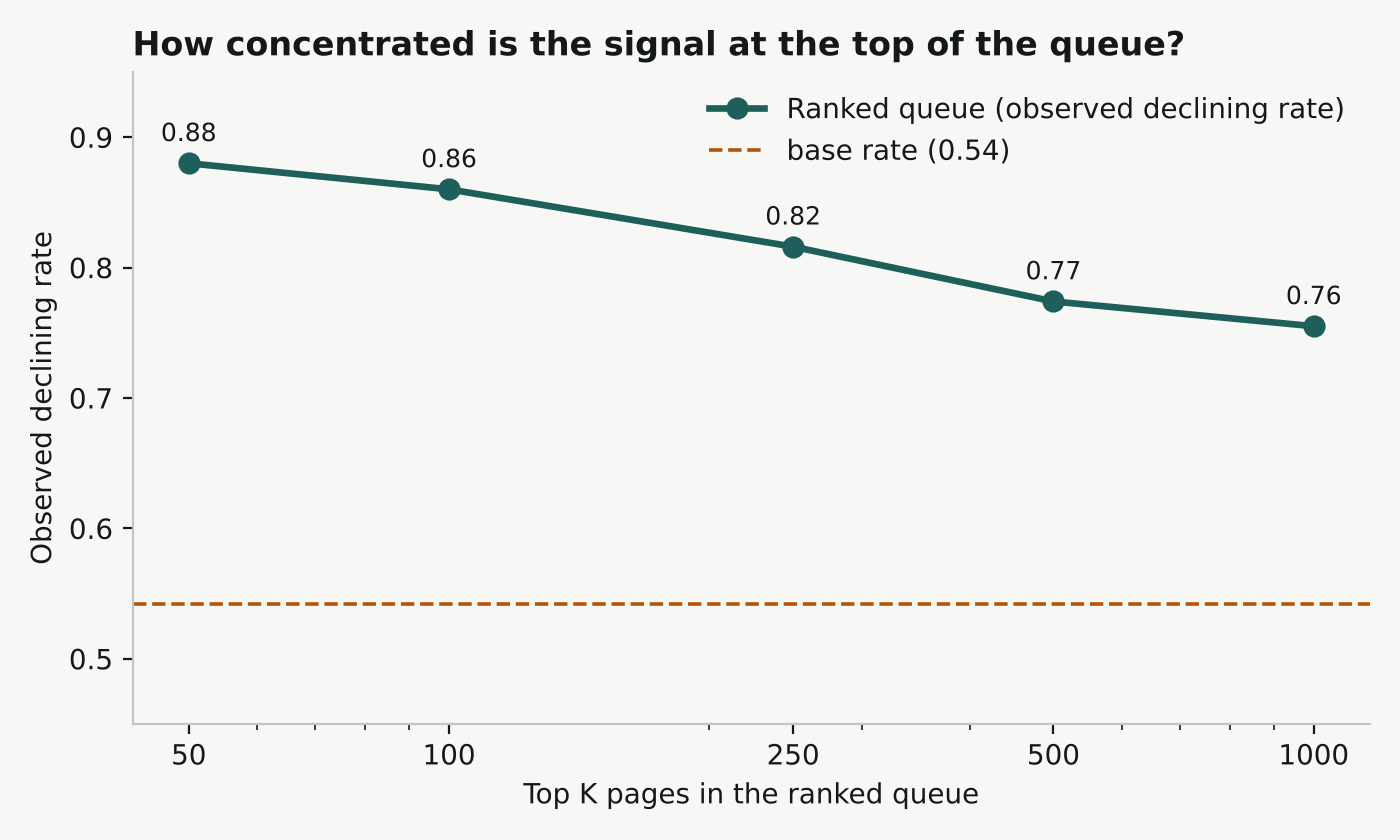 How concentrated is the signal at the top of the queue?
Ranked queue (observed declining rate)
base rate (0.54)
0.88
0.86
0.82
0.77
0.76
Observed declining rate
0.9
0.8
0.7
0.6
0.5
50 100 250 500 1000
Top K pages in the ranked queue